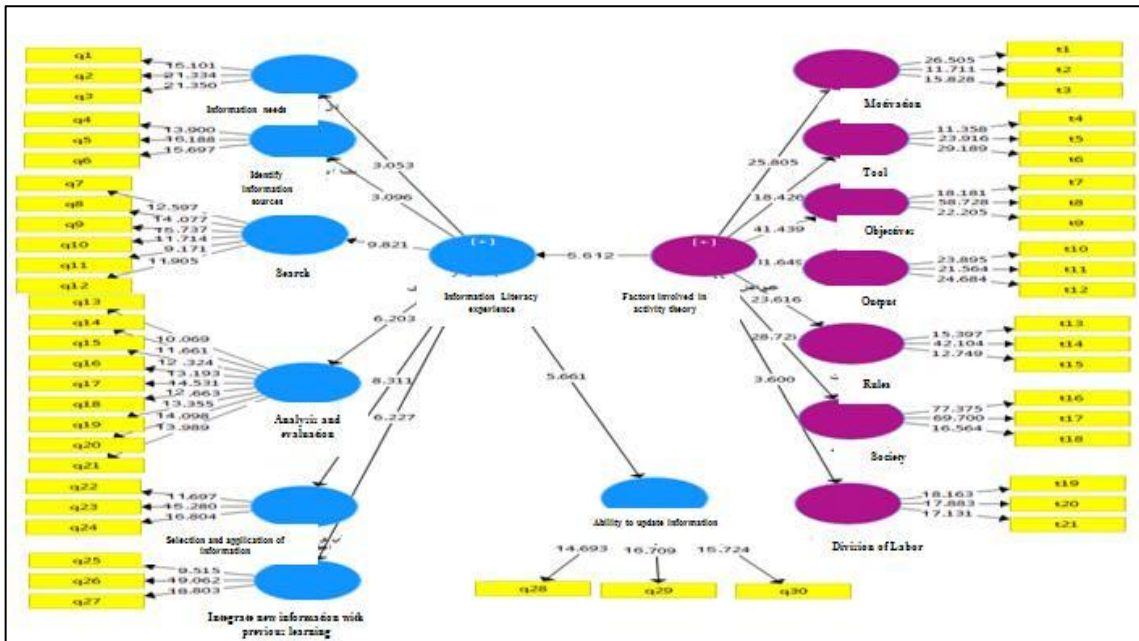 q1
q2
q3
15.101
21.334
21.350
Information needs
q4
q5
q6
13.900
16.188
15.697
Identify
information
sources
q7
q8
q9
q10
q11
q12
12.597
14.077
15.737
11.714
9.171
11.905
Search
q13
q14
q15
q16
q17
q18
q19
q20
q21
10.069
11.661
12.324
13.193
14.531
12.663
13.355
14.098
13.989
Analysis and
evaluation
q22
q23
q24
11.697
15.280
16.804
Selection and application of
information
q25
q26
q27
9.515
49.062
18.803
Integrate new information with
previous learning
3.053
3.096
9.821
6.203
8.311
6.227
5.661
[+]
Information Literacy
experience
5.612
[+]
Factors involved in
activity theory
Ability to update information
14.693
16.709
15.724
q28
q29
q30
25.805
18.426
41.439
31.649
23.616
28.72
3.600
Motivation
26.505
11.711
15.828
t1
t2
t3
Tool
11.358
23.916
29.189
t4
t5
t6
Objectives
18.181
58.728
22.205
t7
t8
t9
Output
23.895
21.564
24.684
t10
t11
t12
Rules
15.397
42.104
12.749
t13
t14
t15
Society
77.375
69.700
16.564
t16
t17
t18
Division of Labor
18.163
17.883
17.131
t19
t20
t21